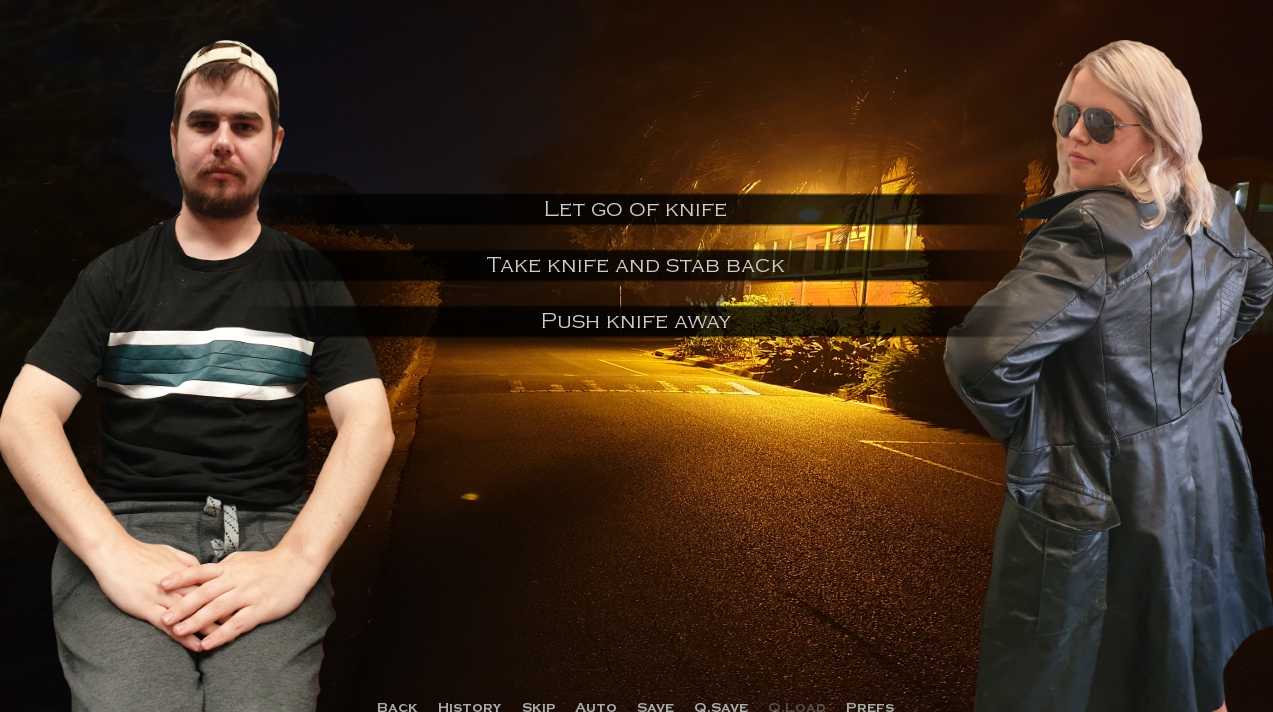 Let go of knife
Take knife and stab back
Push knife away
Back History Skip Auto Save Q.Save Q.Load Prefs